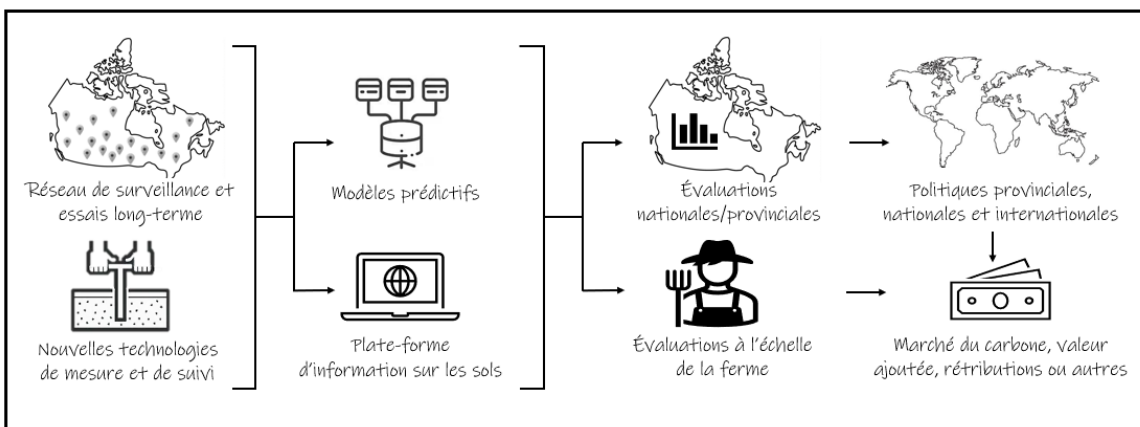 Réseau de surveillance et
essais long-terme
Modèles prédictifs
Évaluations
nationales/provinciales
Politiques provinciales,
nationales et internationales
Nouvelles technologies
de mesure et de suivi
Plate-forme
d'information sur les sols
Évaluations à l'échelle
de la ferme
Marché du carbone, valeur
ajoutée, rétributions ou autres